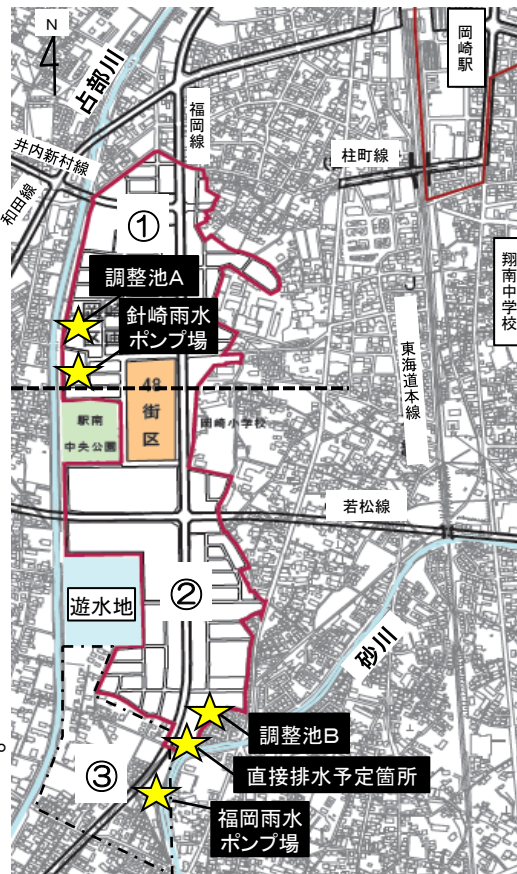 N
占部川
福岡線
岡崎駅
井内新村線
柱町線
和田線
①
調整池A
針崎雨水
ポンプ場
翔南中学校
東海道本線
48
街
区
駅南
中央公園
岡崎小学校
若松線
②
遊水地
砂川
調整池B
。
直接排水予定箇所
③
福岡雨水
ポンプ場